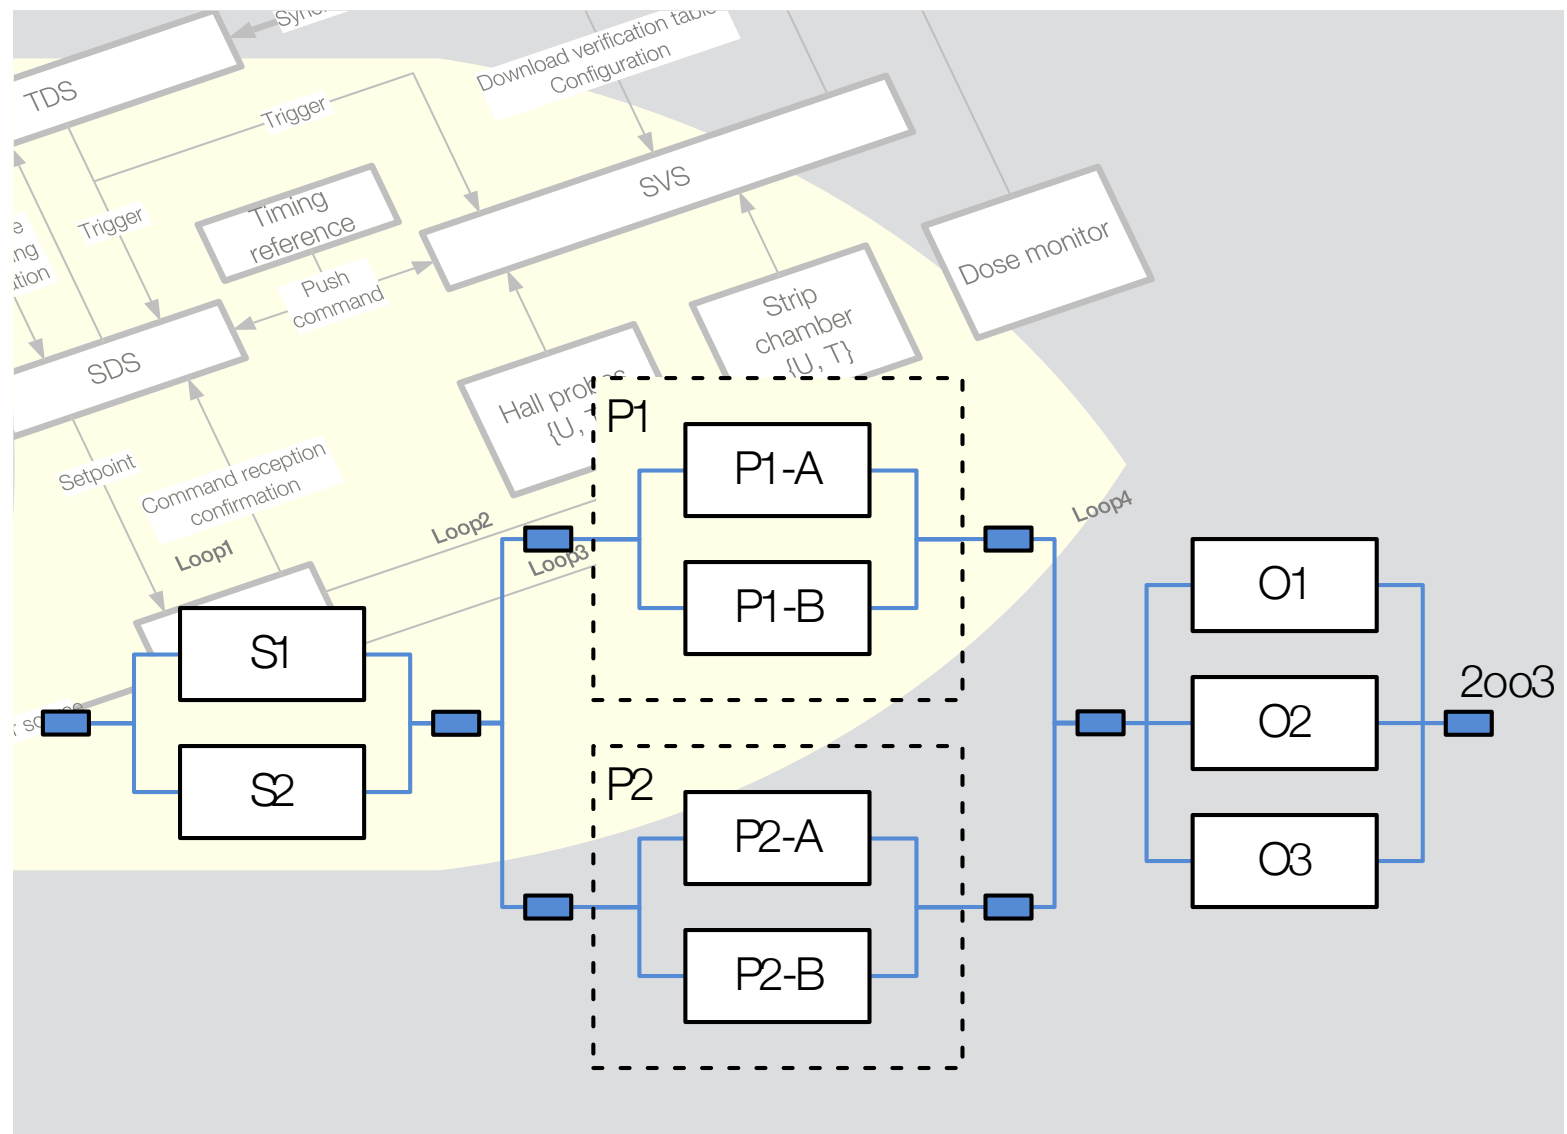 TDS
Trigger
Download verification table
Configuration
SVS
Trigger
Timing
reference
Push
command
Dose monitor
Strip
chamber
{U, T}
SDS
Hall probes
{U, T
Setpoint
Command reception
confirmation
Loop1
Loop2
Loop3
Loop4
P1
P1-A
P1-B
S1
S2
P2
P2-A
P2-B
O1
O2
O3
2oo3